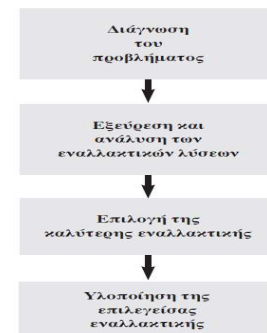 Διάγνωση
του
προβλήματος
Εξεύρεση και
ανάλυση των
εναλλακτικών λύσεων
Επιλογή της
καλύτερης εναλλακτικής
Υλοποίηση της
επιλεγείσας
εναλλακτικής